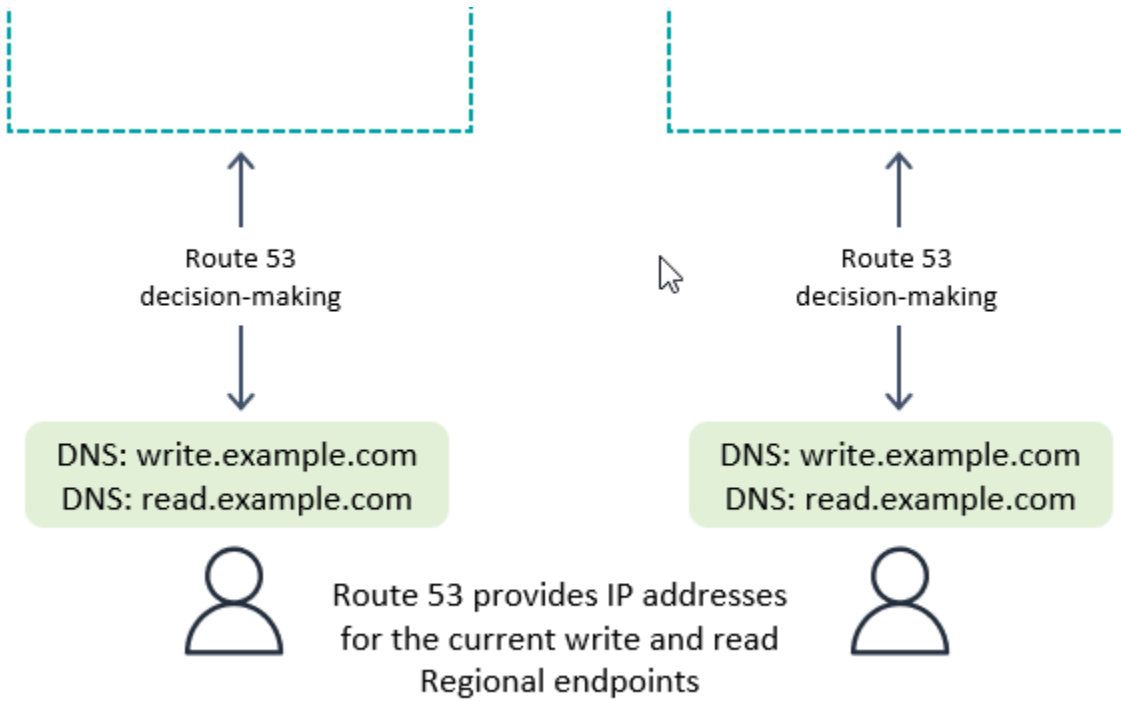 Route 53
decision-making
Route 53
decision-making
DNS: write.example.com
DNS: read.example.com
DNS: write.example.com
DNS: read.example.com
Route 53 provides IP addresses
for the current write and read
Regional endpoints